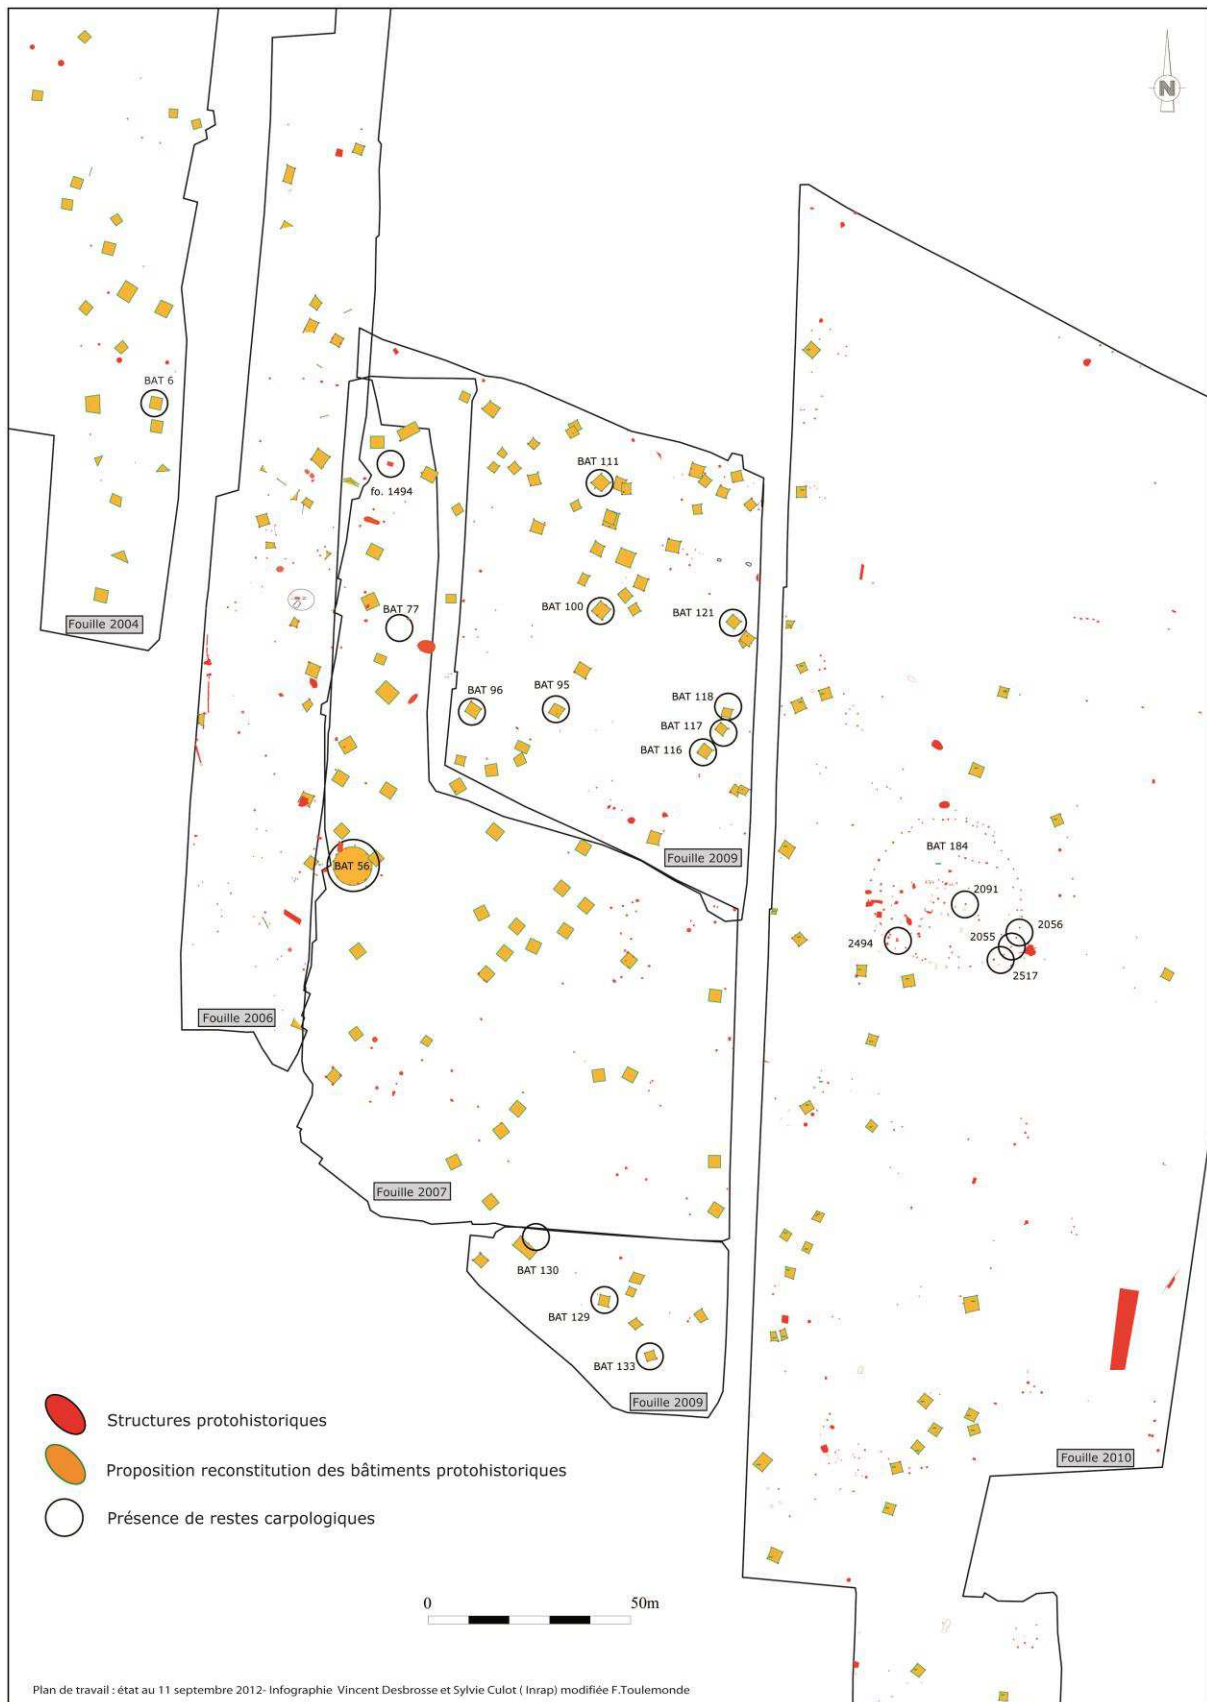 N
BAT 6
BAT 111
fo. 1494
BAT 77
BAT 100
BAT 121
Fouille 2004
BAT 96
BAT 95
BAT 118
BAT 117
BAT 116
BAT 184
Fouille 2009
BAT 56
2091
2056
2055
2494
2517
Fouille 2006
Fouille 2007
BAT 130
BAT 129
BAT 133
Fouille 2009
Structures protohistoriques
Fouille 2010
Proposition reconstitution des bâtiments protohistoriques
Présence de restes carpologiques
0 50m
Plan de travail : état au 11 septembre 2012- Infographie Vincent Desbrosse et Sylvie Culot ( Inrap) modifiée F.Toulemonde